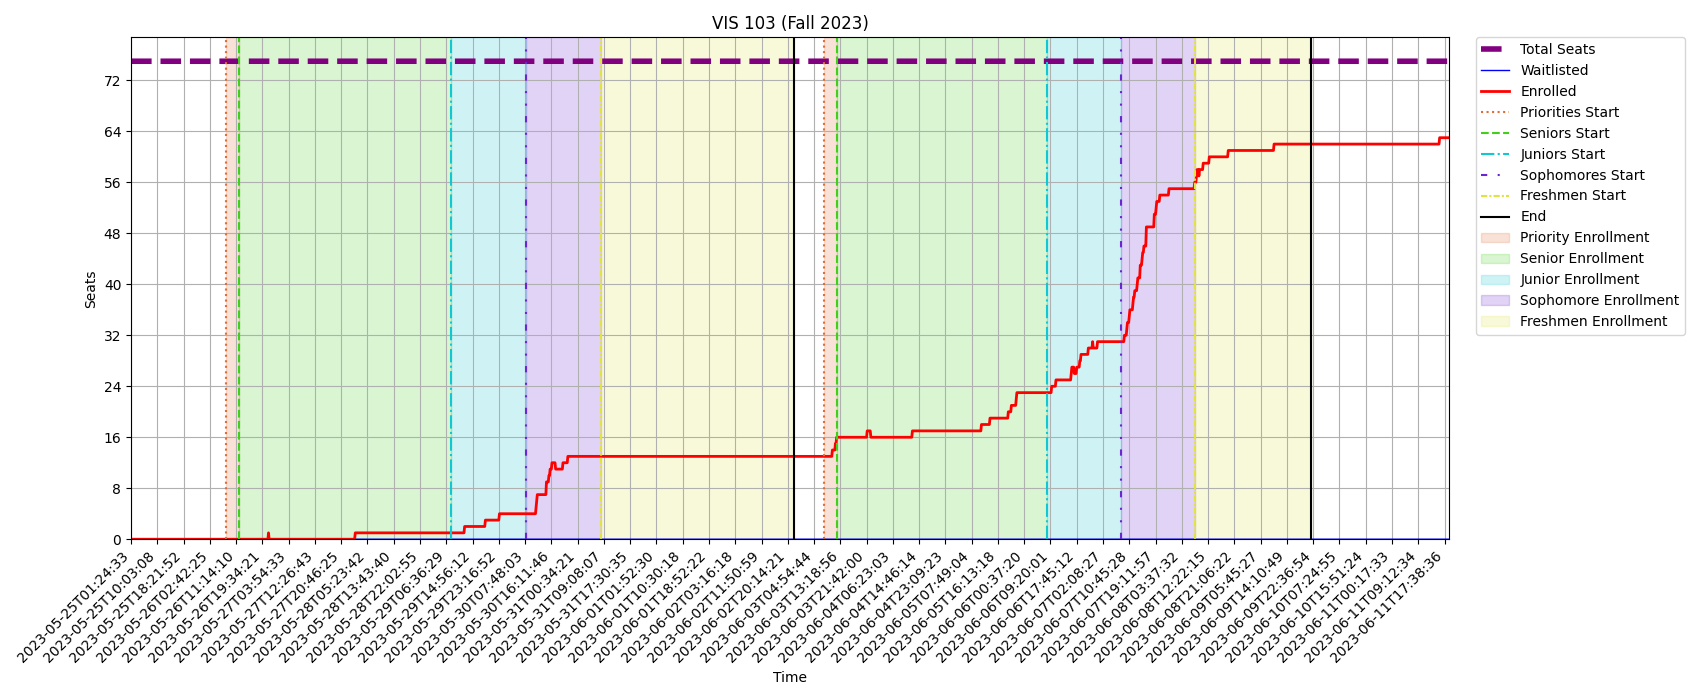 VIS 103 (Fall 2023)
Total Seats
Waitlisted
Enrolled
Priorities Start
Seniors Start
Juniors Start
Sophomores Start
Freshmen Start
End
Priority Enrollment
Senior Enrollment
Junior Enrollment
Sophomore Enrollment
Freshmen Enrollment
Seats
72
64
56
48
40
32
24
16
8
0
2023-05-25T01:24:33
2023-05-25T10:03:08
2023-05-25T18:21:52
2023-05-26T02:42:25
2023-05-26T11:14:10
2023-05-26T19:34:21
2023-05-27T03:54:33
2023-05-27T12:26:43
2023-05-27T20:46:25
2023-05-28T05:23:42
2023-05-28T13:43:40
2023-05-28T22:02:55
2023-05-29T06:36:29
2023-05-29T14:56:12
2023-05-29T23:16:52
2023-05-30T07:48:03
2023-05-30T16:11:46
2023-05-31T00:34:21
2023-05-31T09:08:07
2023-05-31T17:30:35
2023-06-01T01:52:30
2023-06-01T10:30:18
2023-06-01T18:52:22
2023-06-02T03:16:18
2023-06-02T11:50:59
2023-06-02T20:14:21
2023-06-03T04:54:44
2023-06-03T13:18:56
2023-06-03T21:42:00
2023-06-04T06:23:03
2023-06-04T14:46:14
2023-06-04T23:09:23
2023-06-05T07:49:04
2023-06-05T16:13:18
2023-06-06T00:37:20
2023-06-06T09:20:01
2023-06-06T17:45:12
2023-06-07T02:08:27
2023-06-07T10:45:28
2023-06-07T19:11:57
2023-06-08T03:37:32
2023-06-08T12:22:15
2023-06-08T21:06:22
2023-06-09T05:45:27
2023-06-09T14:10:49
2023-06-09T22:36:54
2023-06-10T07:24:55
2023-06-10T15:51:24
2023-06-11T00:17:33
2023-06-11T09:12:34
2023-06-11T17:38:36
Time